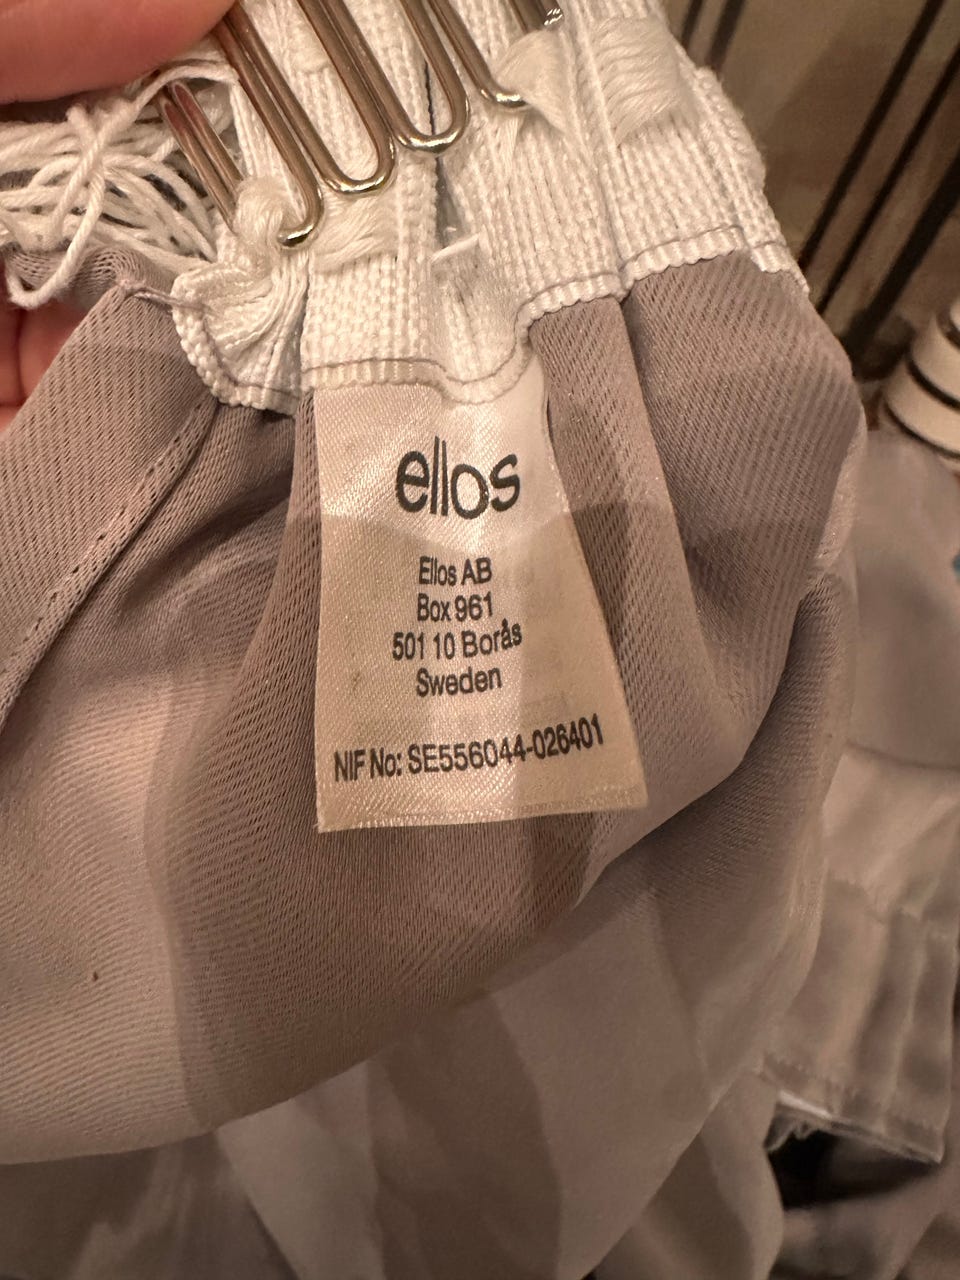 ellos
Ellos AB
Box 961
501 10 Borås
Sweden
NIF No: SE556044-026401